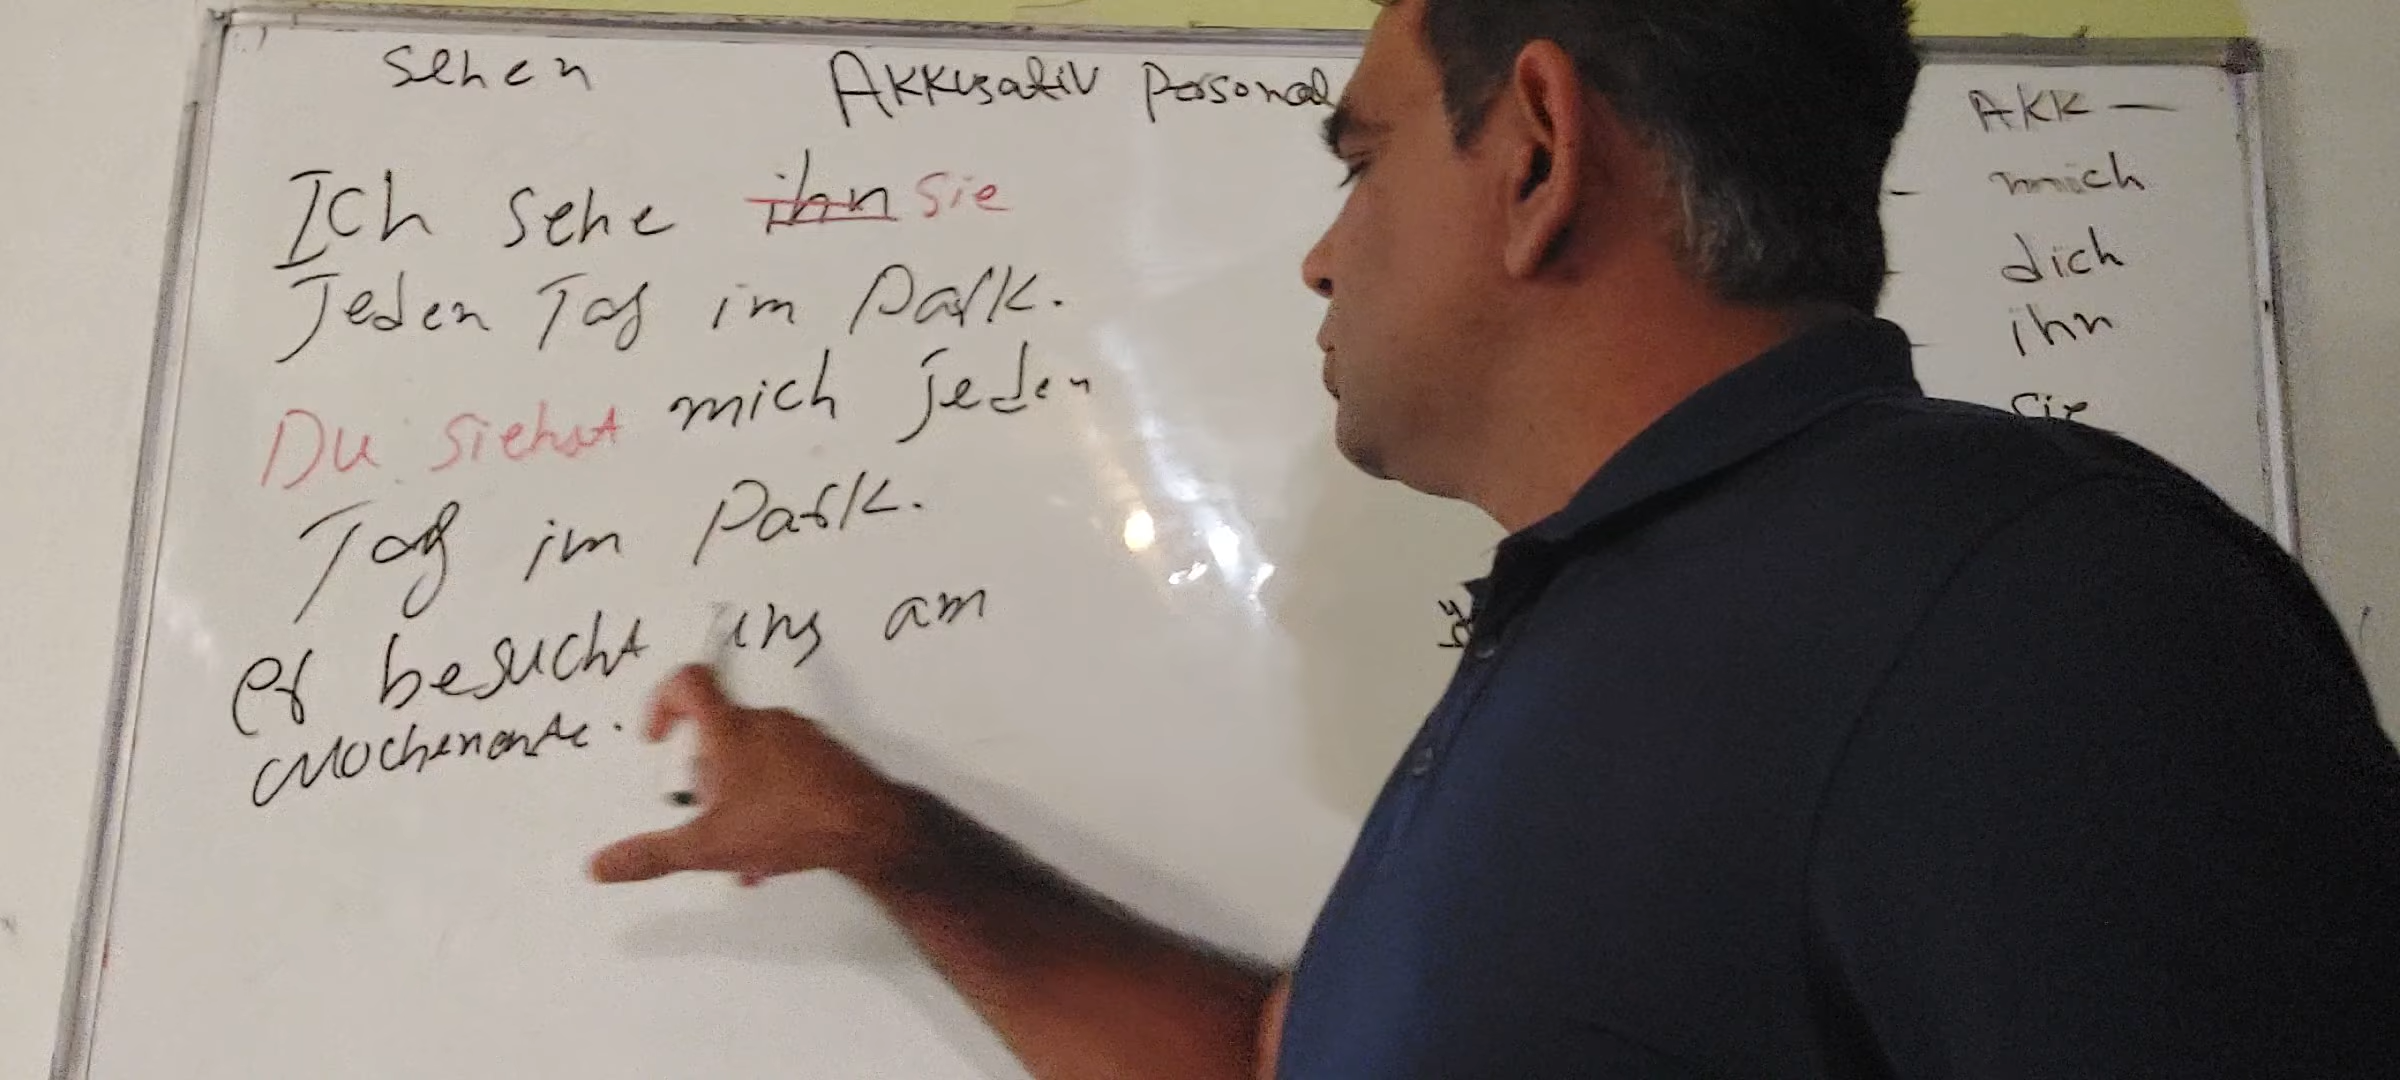 sehen
Akkusativ Personal
Ich sehe ihn sie
Jeden Tag im Park.
Du siehst mich jeden
Tag im Park.
er besucht uns am
Wochenende.
AKK —
- mich
dich
ihn
sie